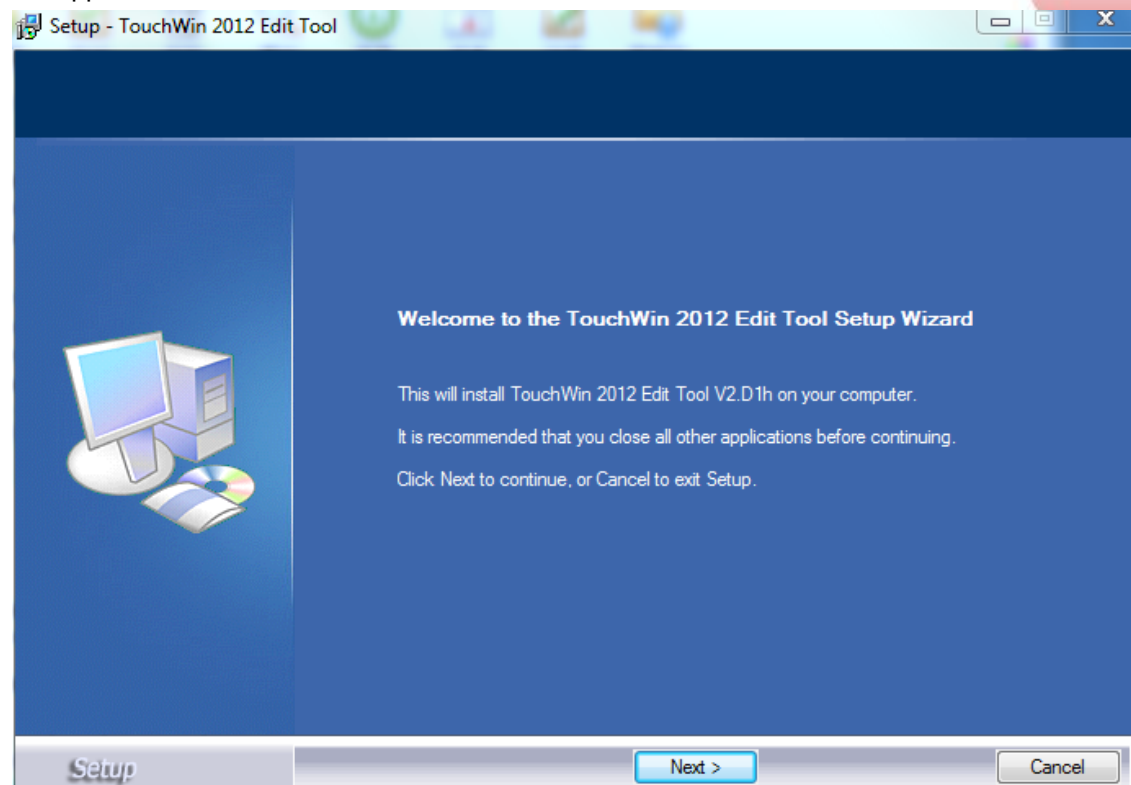 Setup - TouchWin 2012 Edit Tool
Welcome to the TouchWin 2012 Edit Tool Setup Wizard
This will install TouchWin 2012 Edit Tool V2.D1h on your computer.
It is recommended that you close all other applications before continuing.
Click Next to continue, or Cancel to exit Setup.
Setup
Next >
Cancel